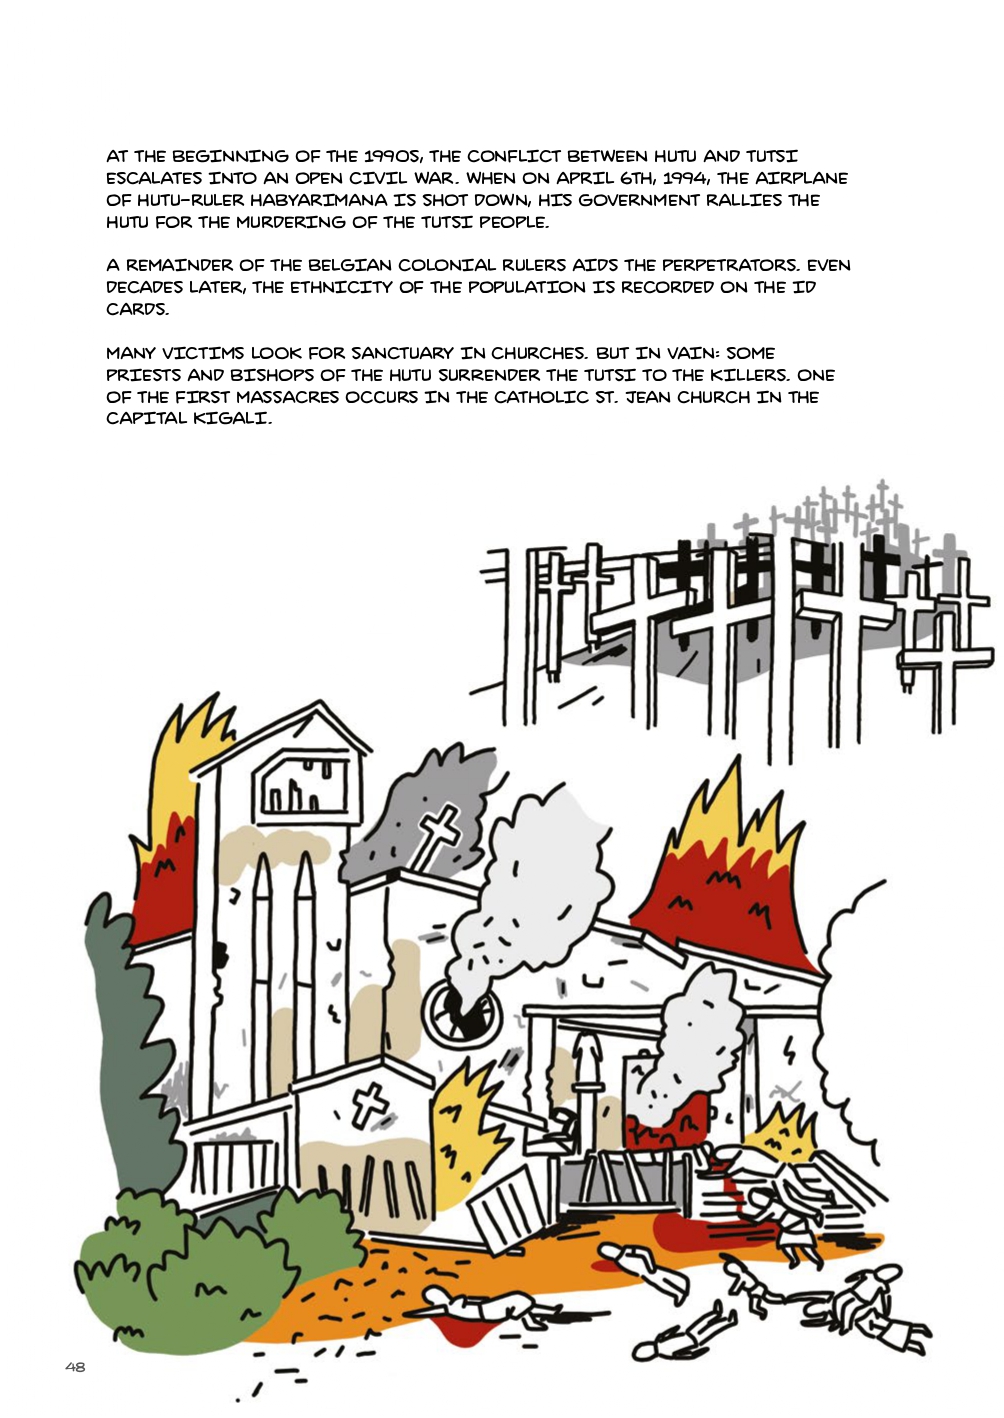 AT THE BEGINNING OF THE 1990S, THE CONFLICT BETWEEN HUTU AND TUTSI
ESCALATES INTO AN OPEN CIVIL WAR. WHEN ON APRIL 6TH, 1994, THE AIRPLANE
OF HUTU-RULER HABYARIMANA IS SHOT DOWN, HIS GOVERNMENT RALLIES THE
HUTU FOR THE MURDERING OF THE TUTSI PEOPLE.
A REMAINDER OF THE BELGIAN COLONIAL RULERS AIDS THE PERPETRATORS. EVEN
DECADES LATER, THE ETHNICITY OF THE POPULATION IS RECORDED ON THE ID
CARDS.
MANY VICTIMS LOOK FOR SANCTUARY IN CHURCHES. BUT IN VAIN: SOME
PRIESTS AND BISHOPS OF THE HUTU SURRENDER THE TUTSI TO THE KILLERS. ONE
OF THE FIRST MASSACRES OCCURS IN THE CATHOLIC ST. JEAN CHURCH IN THE
CAPITAL KIGALI.
48